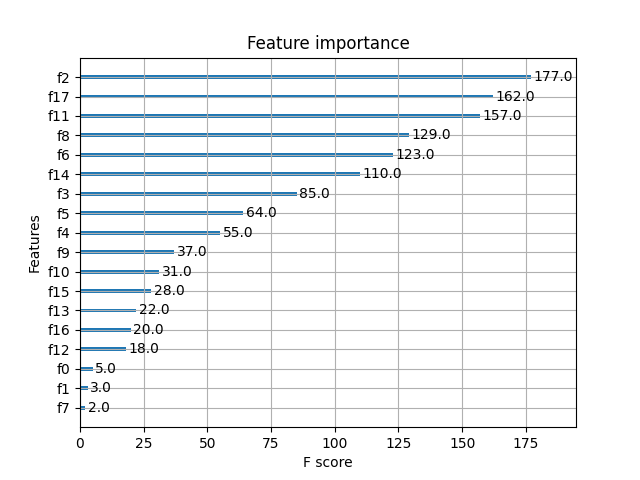 Feature importance
f2 177.0
f17 162.0
f11 157.0
f8 129.0
f6 123.0
f14 110.0
f3 85.0
f5 64.0
f4 55.0
f9 37.0
f10 31.0
f15 28.0
f13 22.0
f16 20.0
f12 18.0
f0 5.0
f1 3.0
f7 2.0
Features
0 25 50 75 100 125 150 175
F score